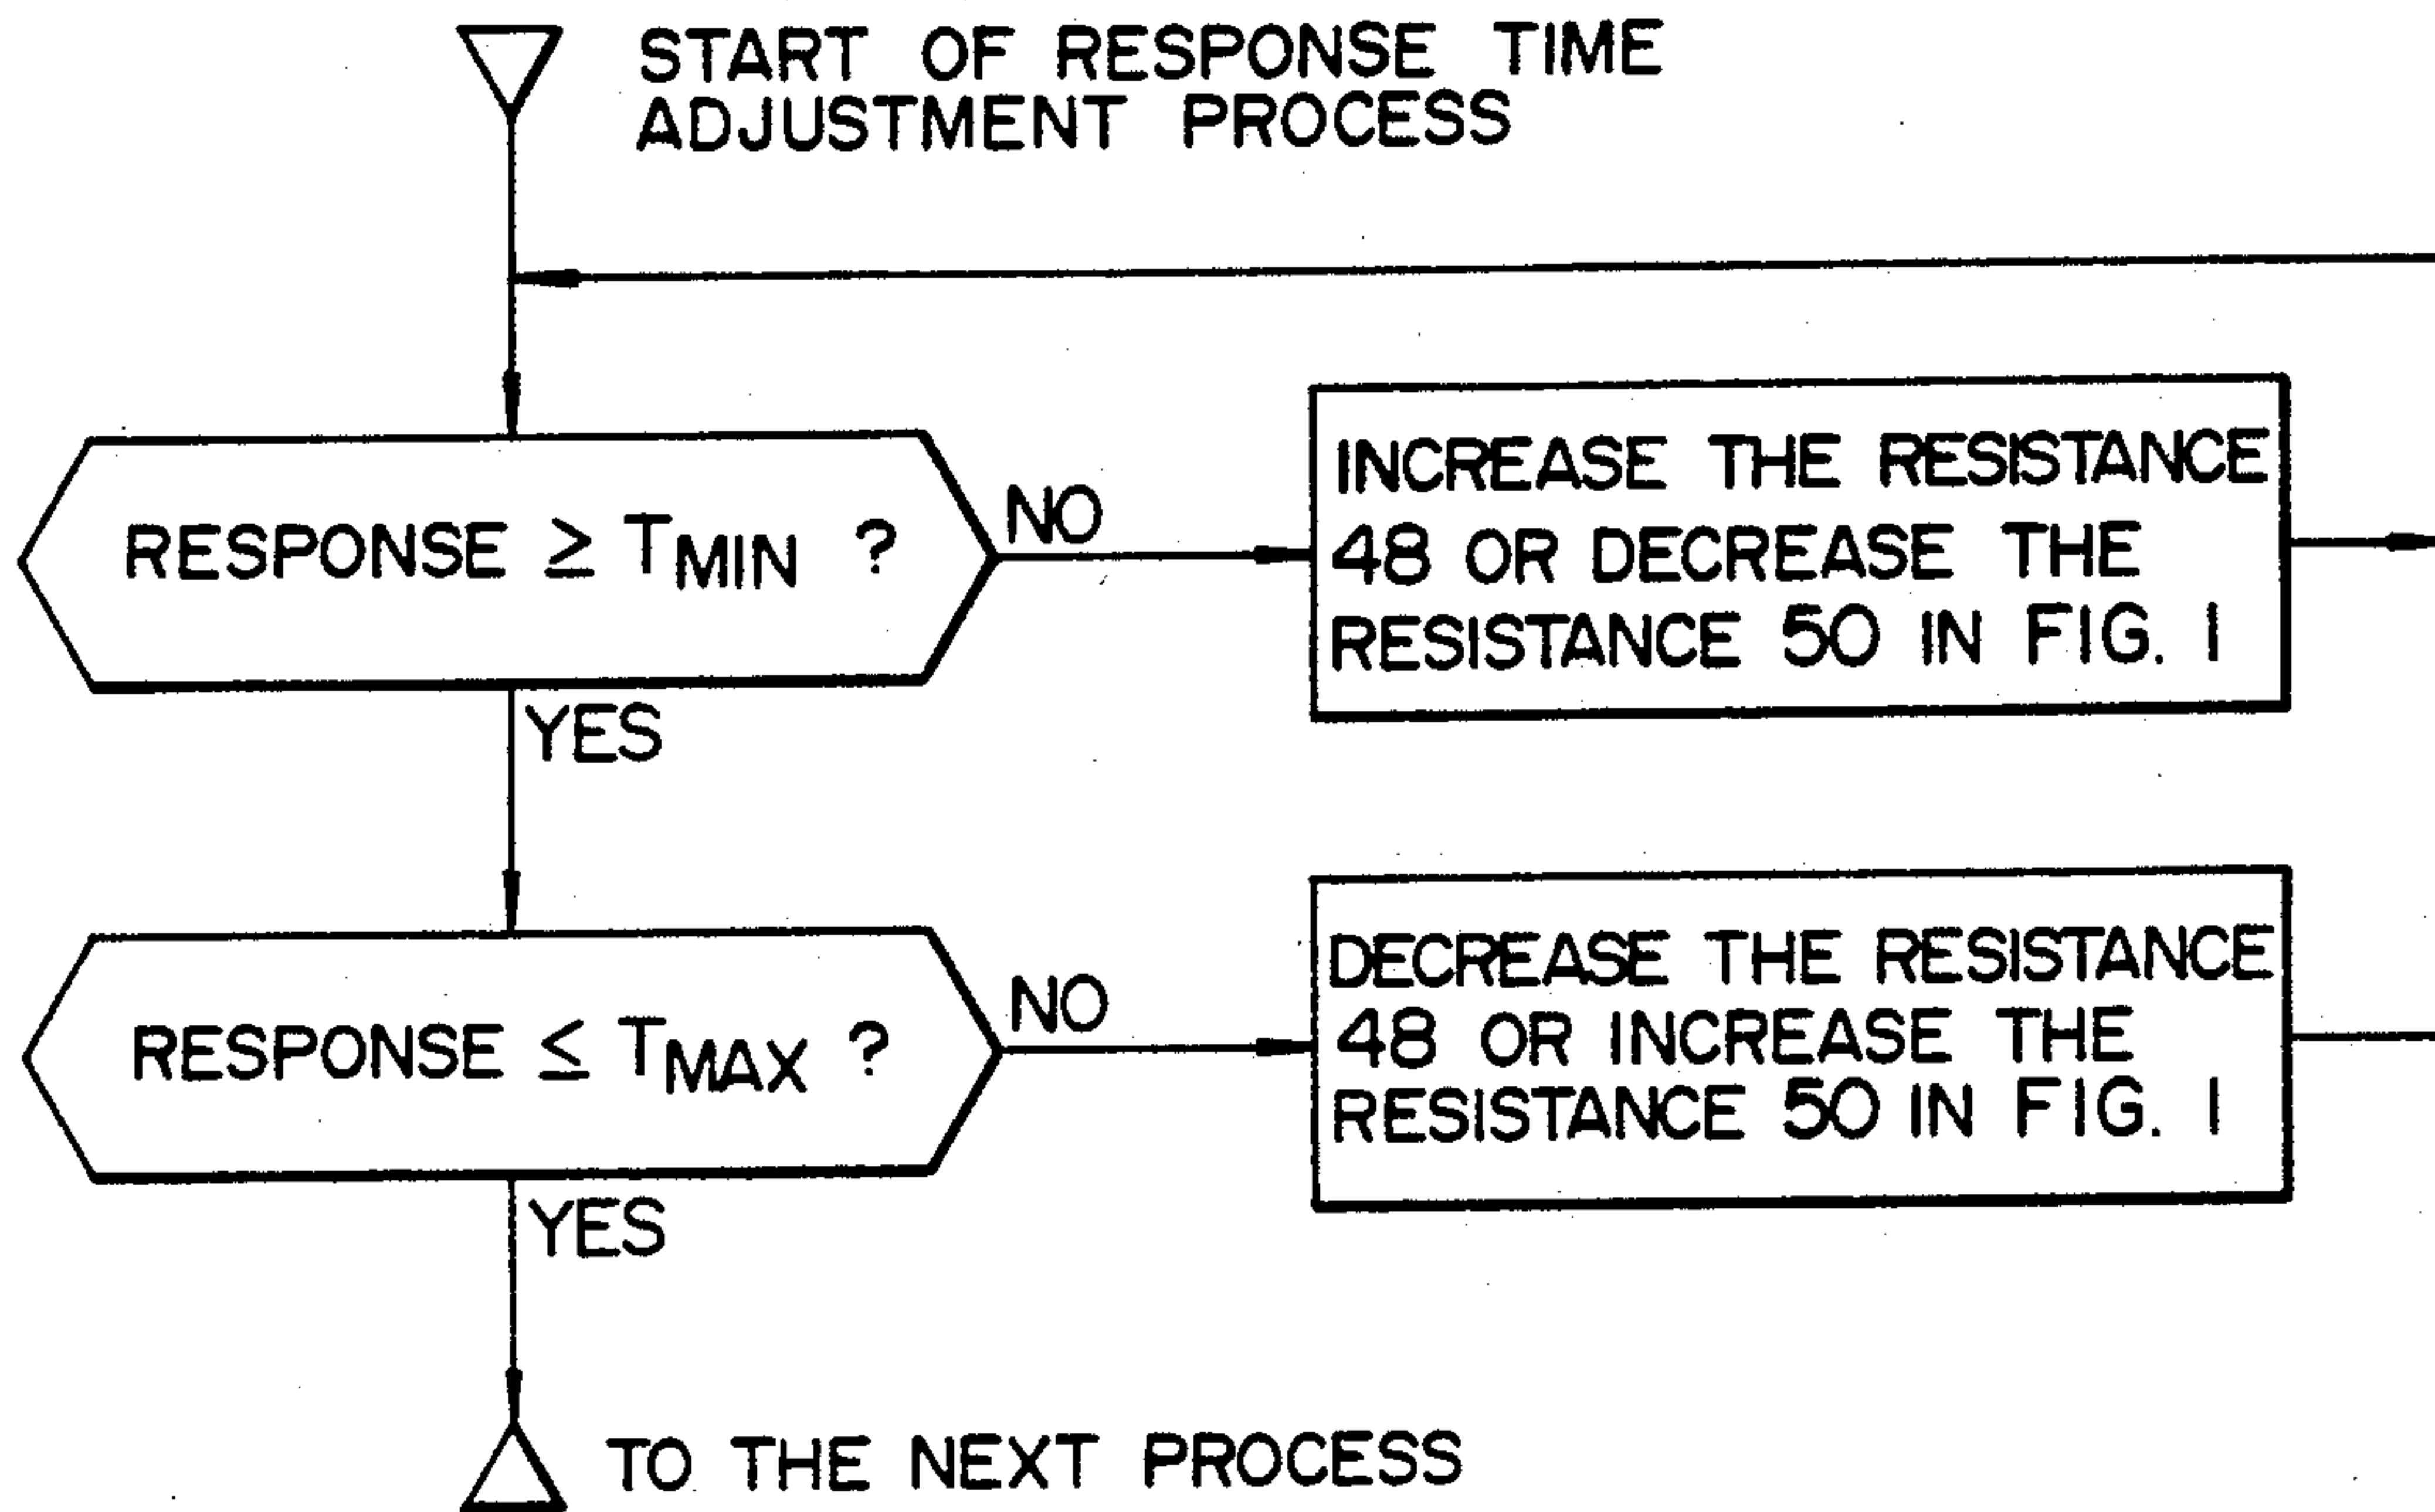 START OF RESPONSE TIME
ADJUSTMENT PROCESS
RESPONSE ≥ TMIN ?
NO
INCREASE THE RESISTANCE
48 OR DECREASE THE
RESISTANCE 50 IN FIG. 1
YES
RESPONSE ≤ TMAX ?
NO
DECREASE THE RESISTANCE
48 OR INCREASE THE
RESISTANCE 50 IN FIG. 1
YES
TO THE NEXT PROCESS